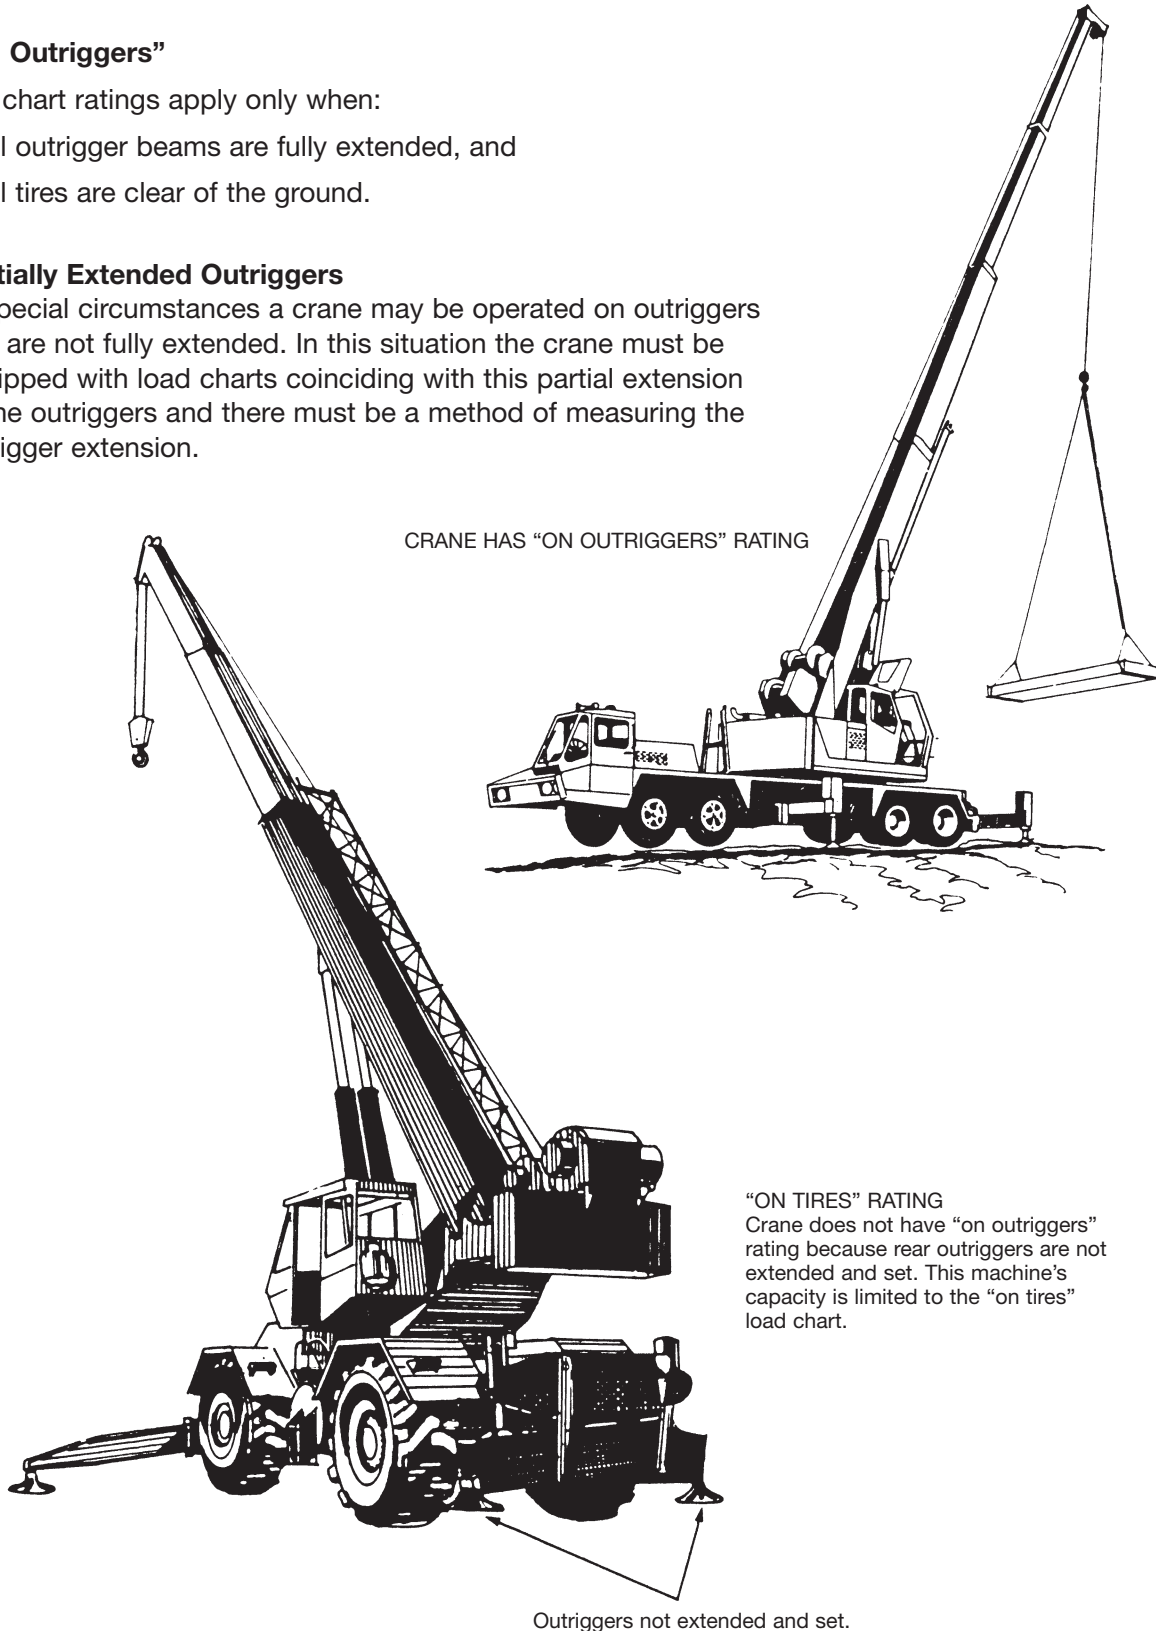 Outriggers”
chart ratings apply only when:
l outrigger beams are fully extended, and
l tires are clear of the ground.
tially Extended Outriggers
pecial circumstances a crane may be operated on outriggers
are not fully extended. In this situation the crane must be
ipped with load charts coinciding with this partial extension
he outriggers and there must be a method of measuring the
igger extension.
CRANE HAS “ON OUTRIGGERS” RATING
“ON TIRES” RATING
Crane does not have “on outriggers”
rating because rear outriggers are not
extended and set. This machine’s
capacity is limited to the “on tires”
load chart.
Outriggers not extended and set.